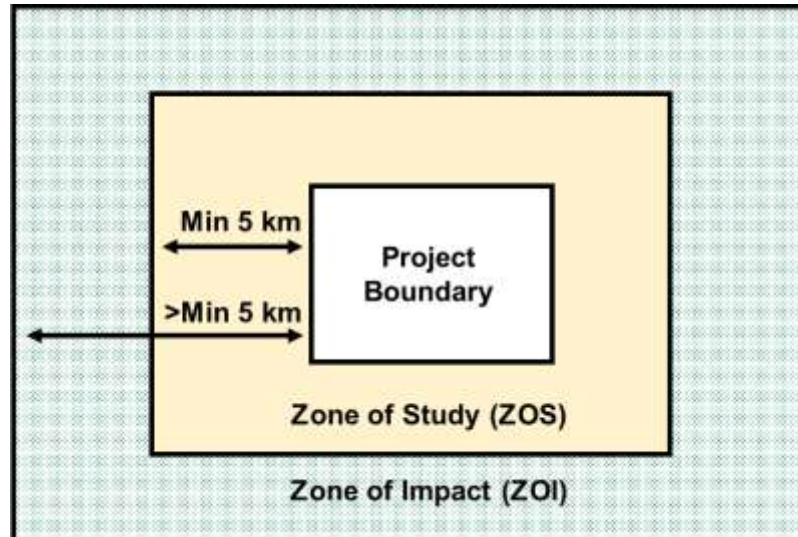 Min 5 km
Project
Boundary
>Min 5 km
Zone of Study (ZOS)
Zone of Impact (ZOI)